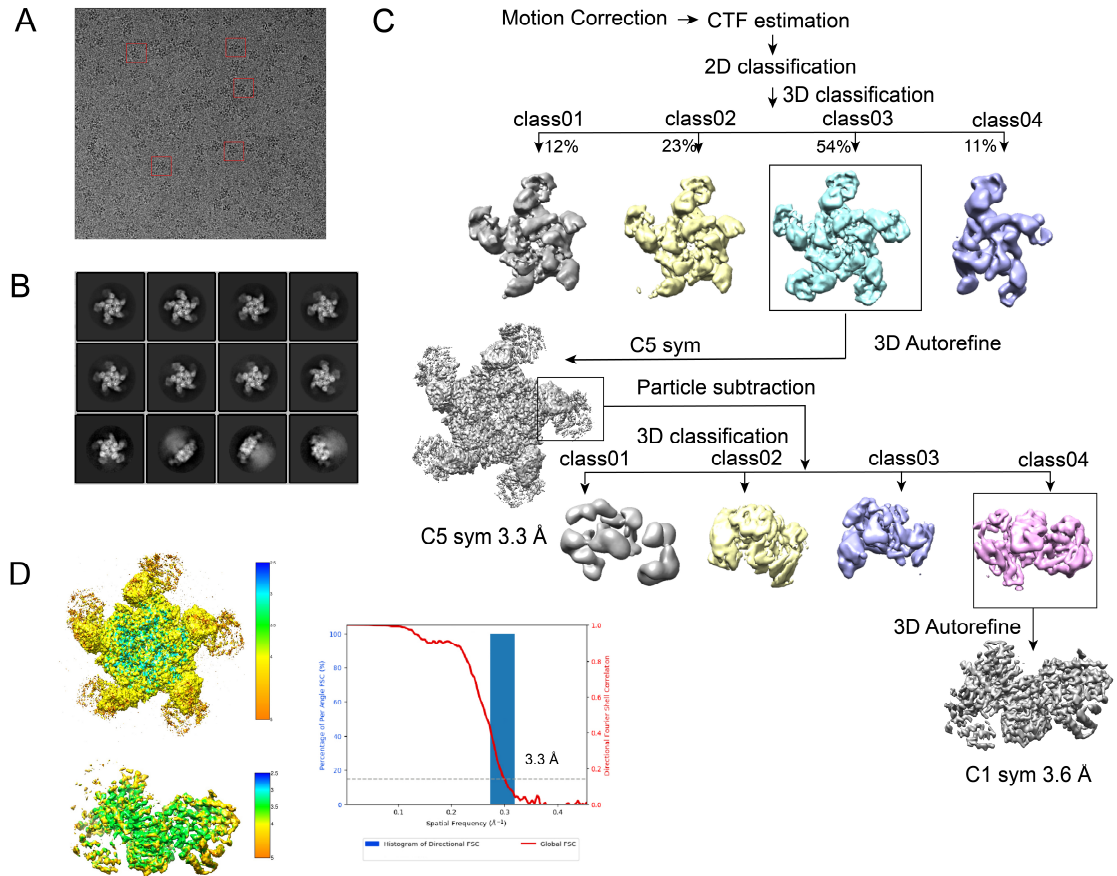 A
C
Motion Correction
CTF estimation
2D classification
3D classification
class01
class02
class03
class04
12%
23%
54%
11%
B
C5 sym
3D Autorefine
Particle subtraction
3D classification
class01
class02
class03
class04
C5 sym 3.3 Å
D
3D Autorefine
C1 sym 3.6 Å
2.5
3
3.5
4
5
Percentage of Per Angle FSC (%)
100
80
60
40
20
0
0.1
0.2
0.3
0.4
Spatial Frequency (Å⁻¹)
1.0
0.8
0.6
0.4
0.2
0.0
Directional Fourier Shell Correlation
3.3 Å
Histogram of Directional FSC
Global FSC